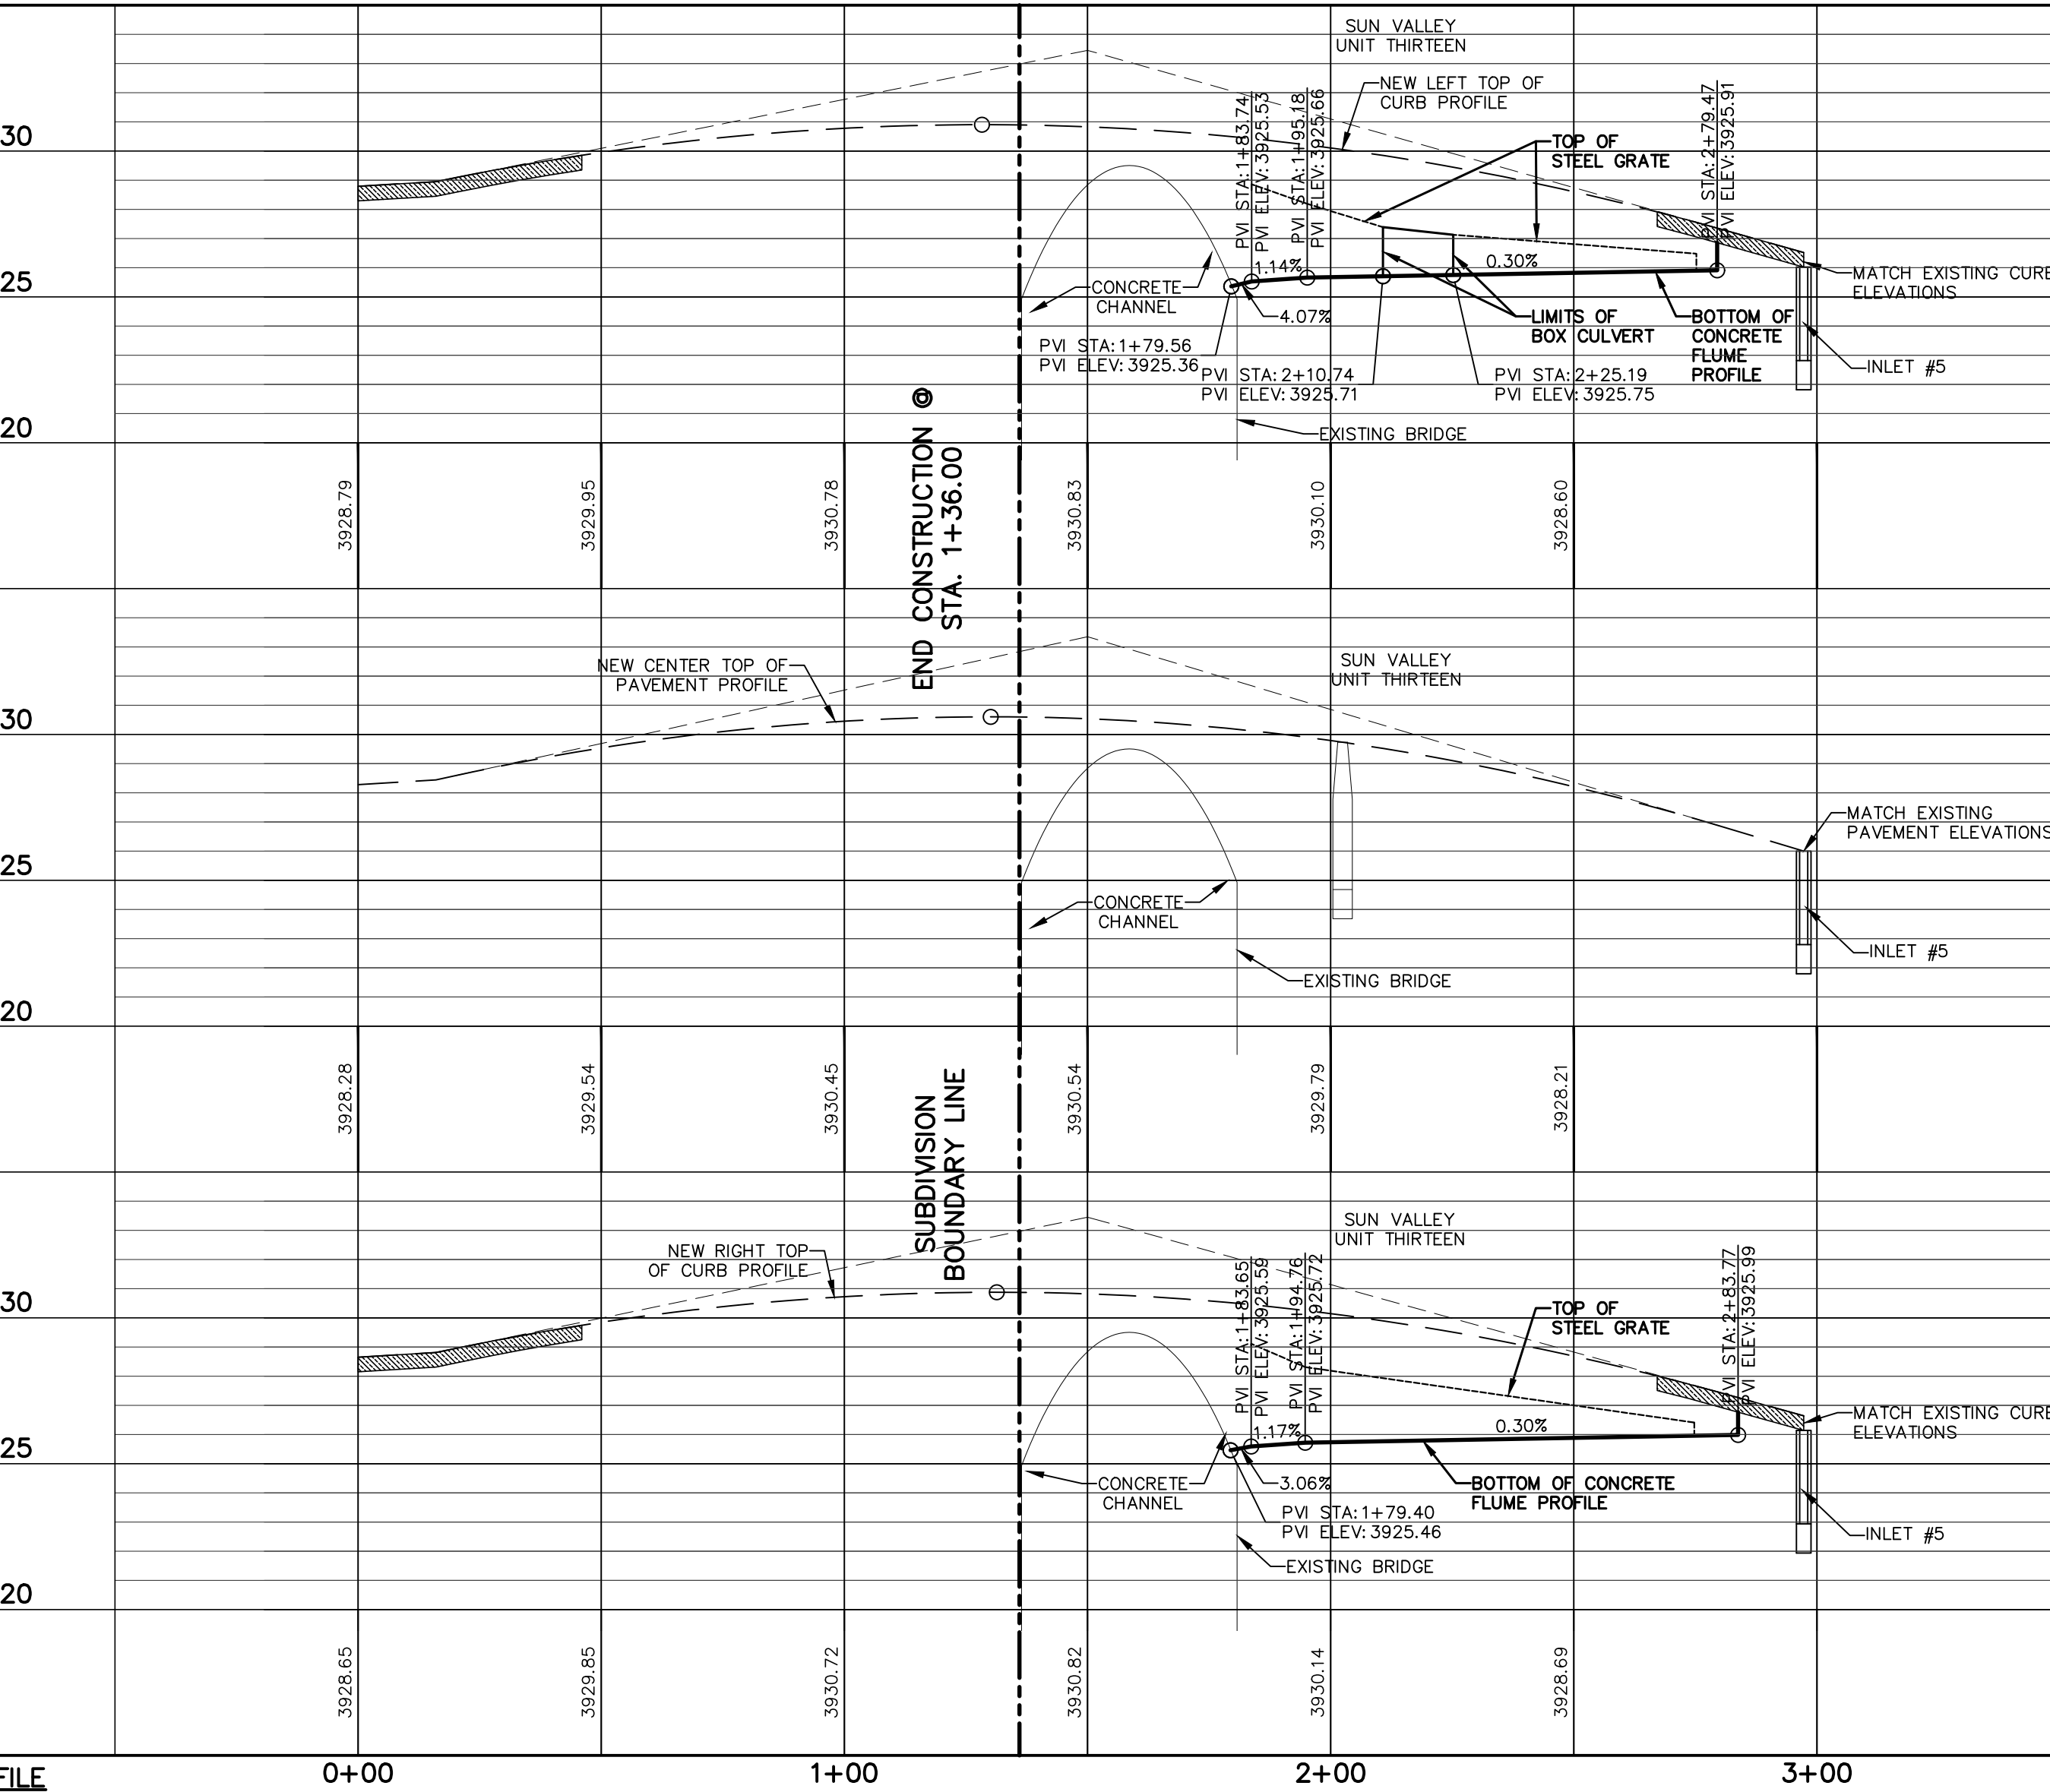 SUN VALLEY
UNIT THIRTEEN
NEW LEFT TOP OF
CURB PROFILE
PVI STA: 1+83.74
PVI ELEV: 3925.53
PVI STA: 1+95.18
PVI ELEV: 3925.66
PVI STA: 2+79.47
PVI ELEV: 3925.91
TOP OF
STEEL GRATE
30
1.14%
0.30%
25
CONCRETE
CHANNEL
4.07%
LIMITS OF
BOX CULVERT
BOTTOM OF
CONCRETE
FLUME
PROFILE
MATCH EXISTING CURB
ELEVATIONS
INLET #5
PVI STA: 1+79.56
PVI ELEV: 3925.36
PVI STA: 2+10.74
PVI ELEV: 3925.71
PVI STA: 2+25.19
PVI ELEV: 3925.75
EXISTING BRIDGE
20
END CONSTRUCTION @
STA. 1+36.00
3928.79
3929.95
3930.78
3930.83
3930.10
3928.60
NEW CENTER TOP OF
PAVEMENT PROFILE
SUN VALLEY
UNIT THIRTEEN
30
MATCH EXISTING
PAVEMENT ELEVATIONS
25
CONCRETE
CHANNEL
INLET #5
EXISTING BRIDGE
20
SUBDIVISION
BOUNDARY LINE
3928.28
3929.54
3930.45
3930.54
3929.79
3928.21
NEW RIGHT TOP
OF CURB PROFILE
SUN VALLEY
UNIT THIRTEEN
PVI STA: 1+83.65
PVI ELEV: 3925.59
PVI STA: 1+94.76
PVI ELEV: 3925.72
PVI STA: 2+83.77
PVI ELEV: 3925.99
30
TOP OF
STEEL GRATE
1.17%
0.30%
MATCH EXISTING CURB
ELEVATIONS
25
CONCRETE
CHANNEL
3.06%
BOTTOM OF CONCRETE
FLUME PROFILE
PVI STA: 1+79.40
PVI ELEV: 3925.46
INLET #5
EXISTING BRIDGE
20
3928.65
3929.85
3930.72
3930.82
3930.14
3928.69
FILE
0+00
1+00
2+00
3+00